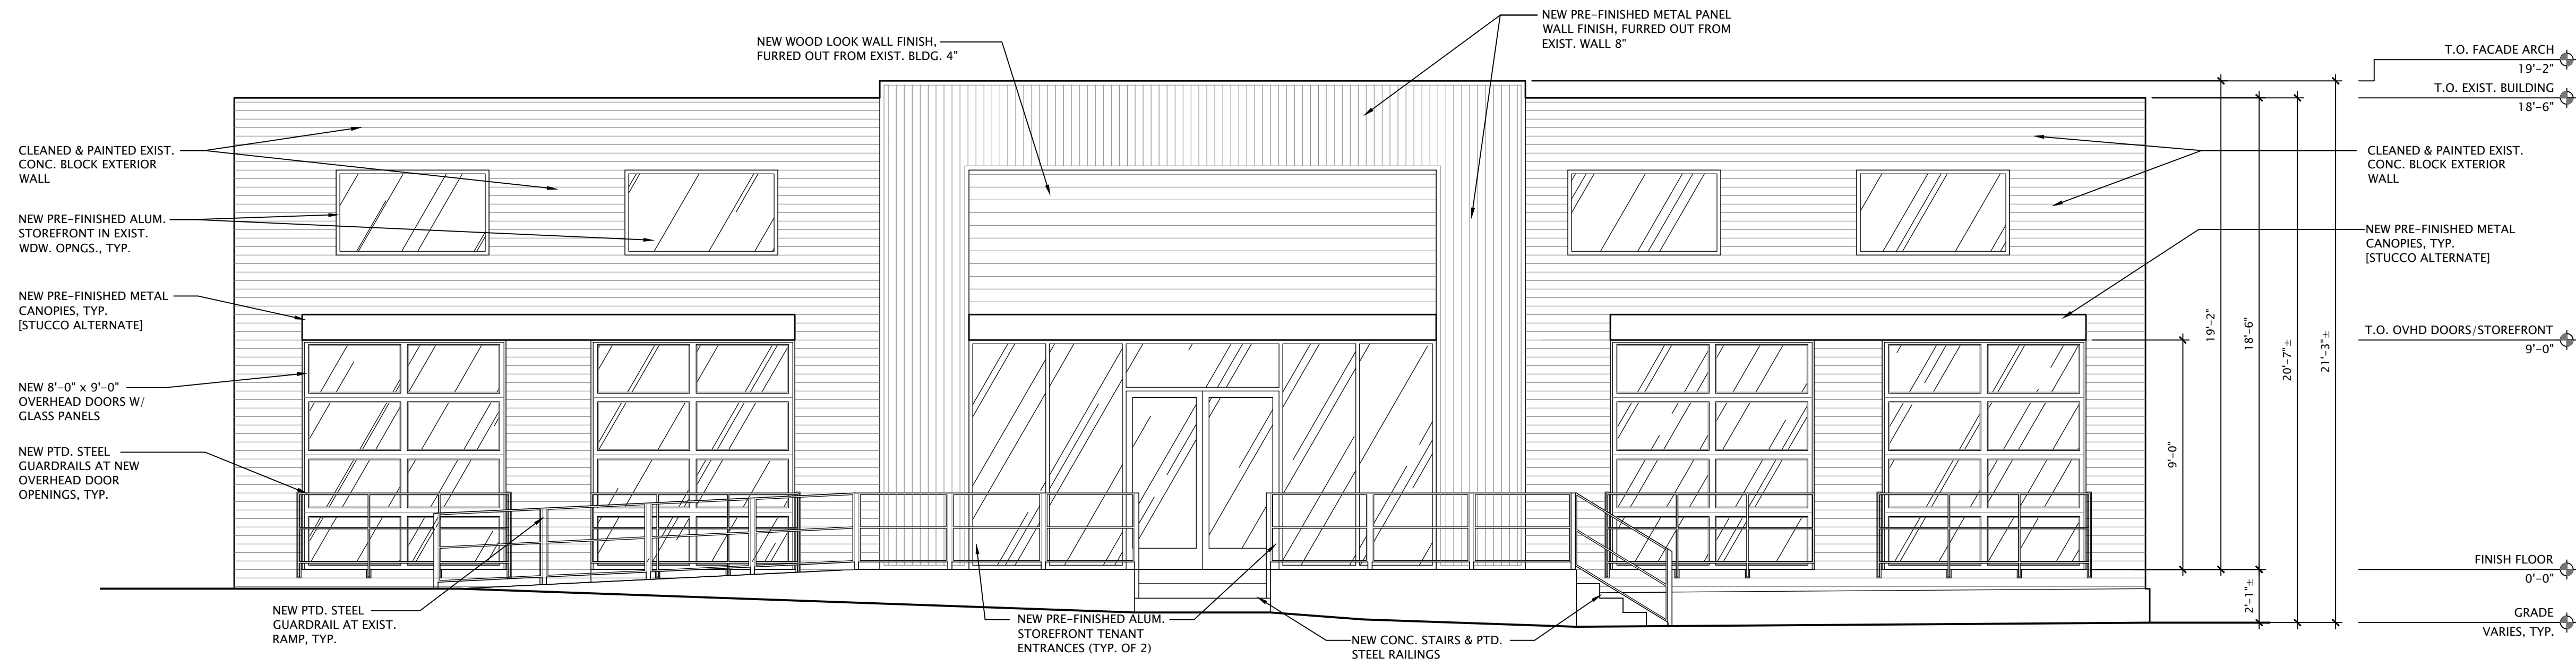 NEW PRE-FINISHED METAL PANEL
WALL FINISH, FURRED OUT FROM
EXIST. WALL 8"
NEW WOOD LOOK WALL FINISH,
FURRED OUT FROM EXIST. BLDG. 4"
T.O. FACADE ARCH
19'-2"
T.O. EXIST. BUILDING
18'-6"
CLEANED & PAINTED EXIST.
CONC. BLOCK EXTERIOR
WALL
NEW PRE-FINISHED ALUM.
STOREFRONT IN EXIST.
WDW. OPNGS., TYP.
NEW PRE-FINISHED METAL
CANOPIES, TYP.
[STUCCO ALTERNATE]
NEW 8'-0" x 9'-0"
OVERHEAD DOORS W/
GLASS PANELS
NEW PTD. STEEL
GUARDRAILS AT NEW
OVERHEAD DOOR
OPENINGS, TYP.
NEW PTD. STEEL
GUARDRAIL AT EXIST.
RAMP, TYP.
NEW PRE-FINISHED ALUM.
STOREFRONT TENANT
ENTRANCES (TYP. OF 2)
NEW CONC. STAIRS & PTD.
STEEL RAILINGS
CLEANED & PAINTED EXIST.
CONC. BLOCK EXTERIOR
WALL
NEW PRE-FINISHED METAL
CANOPIES, TYP.
[STUCCO ALTERNATE]
9'-0"
19'-2"
18'-6"
2'-1"±
20'-7"±
21'-3"±
T.O. OVHD DOORS/STOREFRONT
9'-0"
FINISH FLOOR
0'-0"
GRADE
VARIES, TYP.